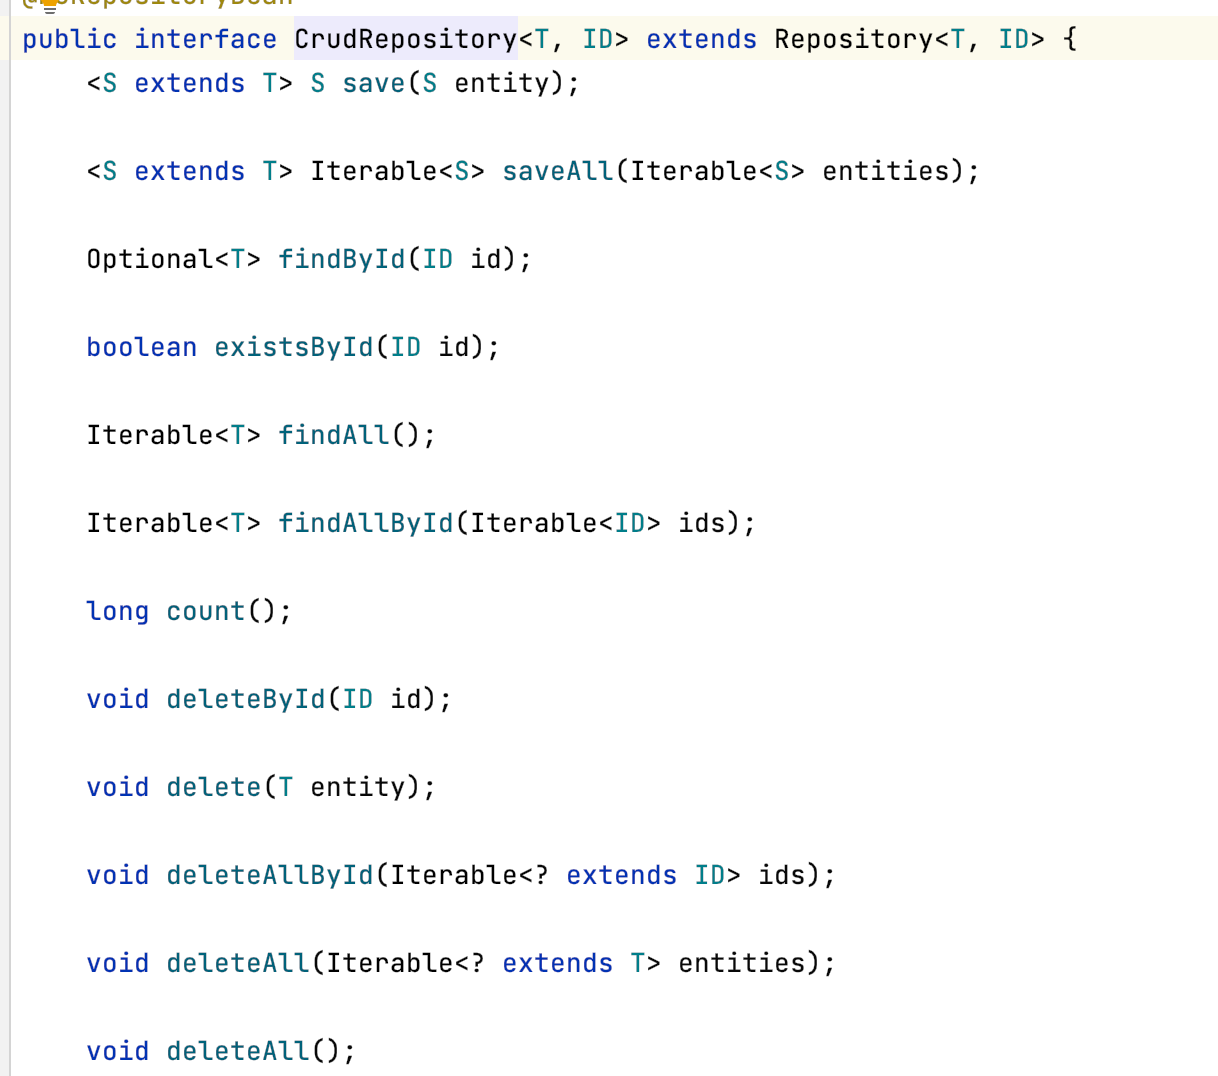 public interface CrudRepository<T, ID> extends Repository<T, ID> {
<S extends T> S save(S entity);
<S extends T> Iterable<S> saveAll(Iterable<S> entities);
Optional<T> findById(ID id);
boolean existsById(ID id);
Iterable<T> findAll();
Iterable<T> findAllById(Iterable<ID> ids);
long count();
void deleteById(ID id);
void delete(T entity);
void deleteAllById(Iterable<? extends ID> ids);
void deleteAll(Iterable<? extends T> entities);
void deleteAll();